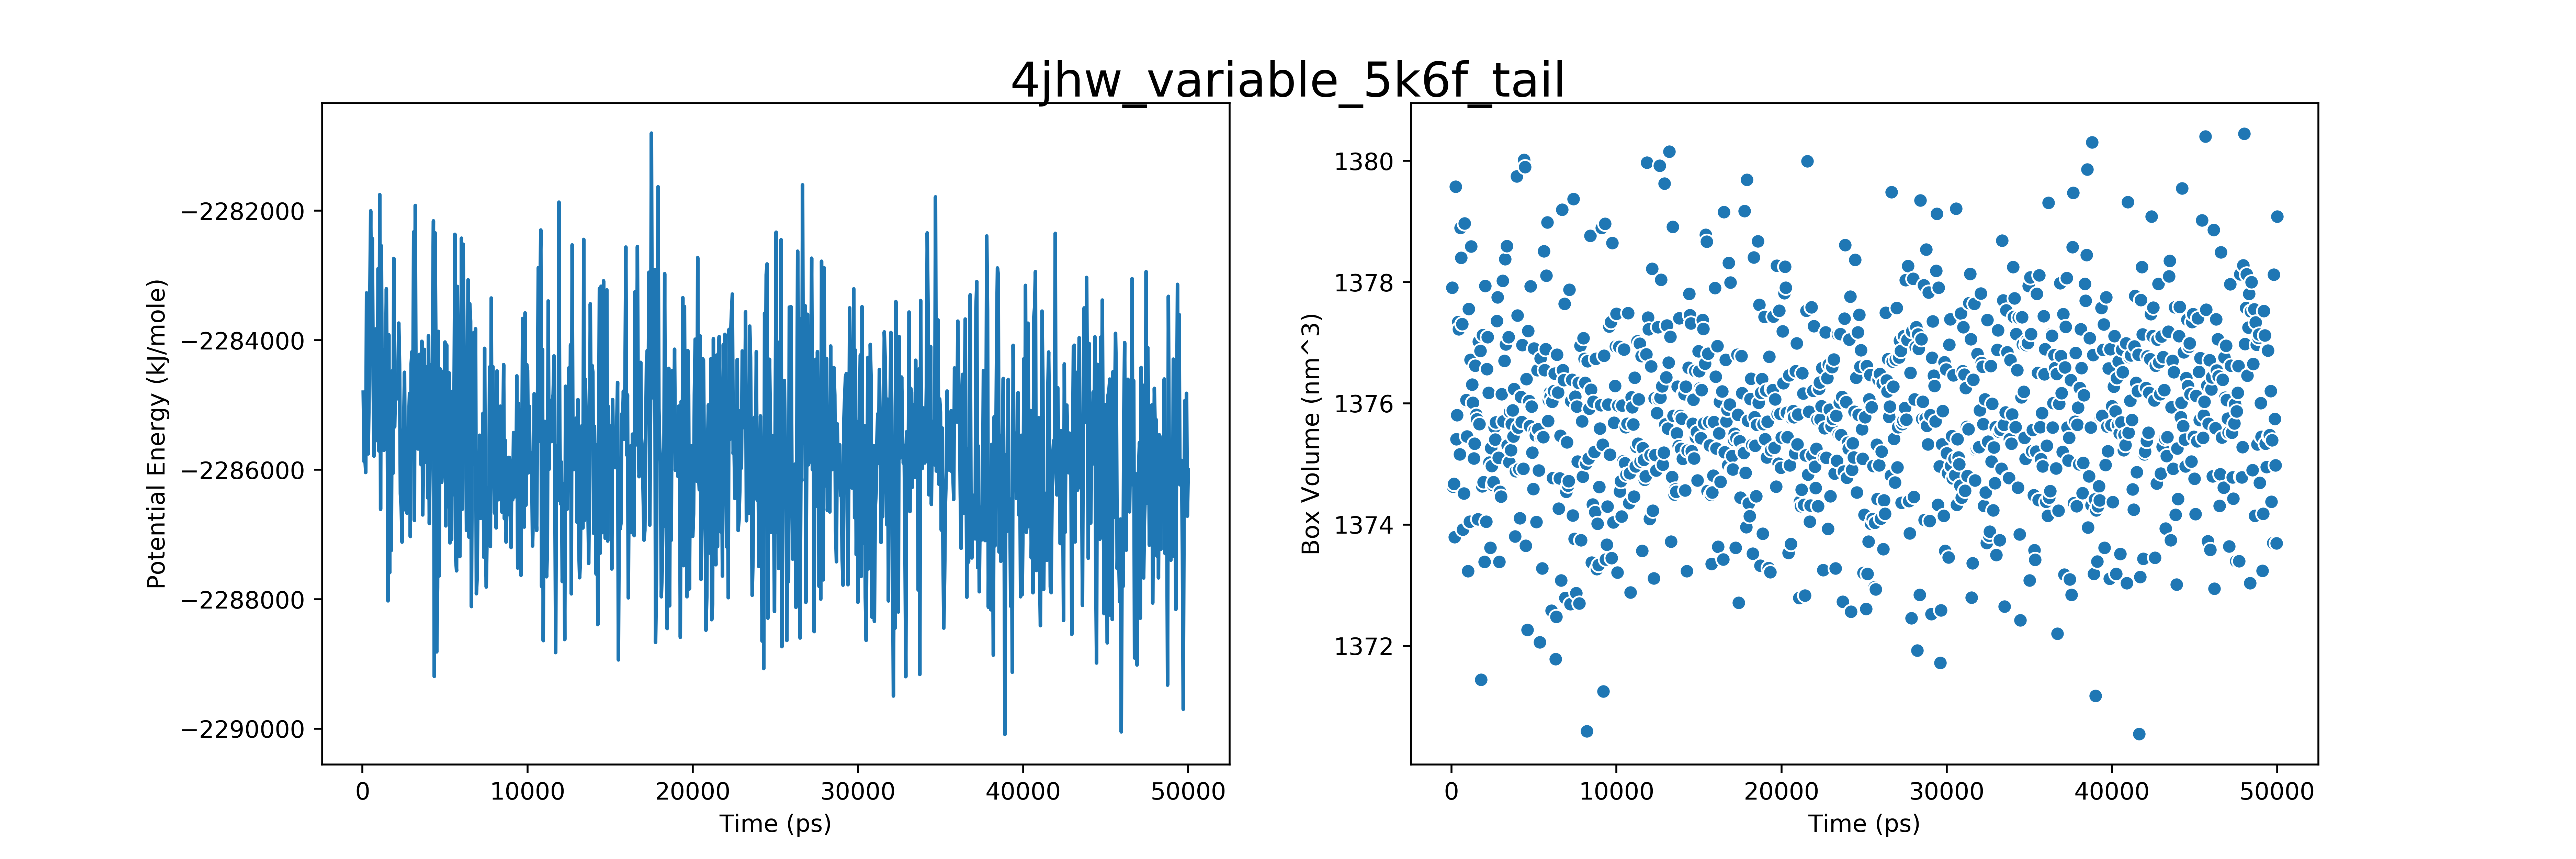 4jhw_variable_5k6f_tail
Potential Energy (kJ/mole)
−2282000
−2284000
−2286000
−2288000
−2290000
0 10000 20000 30000 40000 50000
Time (ps)
Box Volume (nm^3)
1380
1378
1376
1374
1372
0 10000 20000 30000 40000 50000
Time (ps)